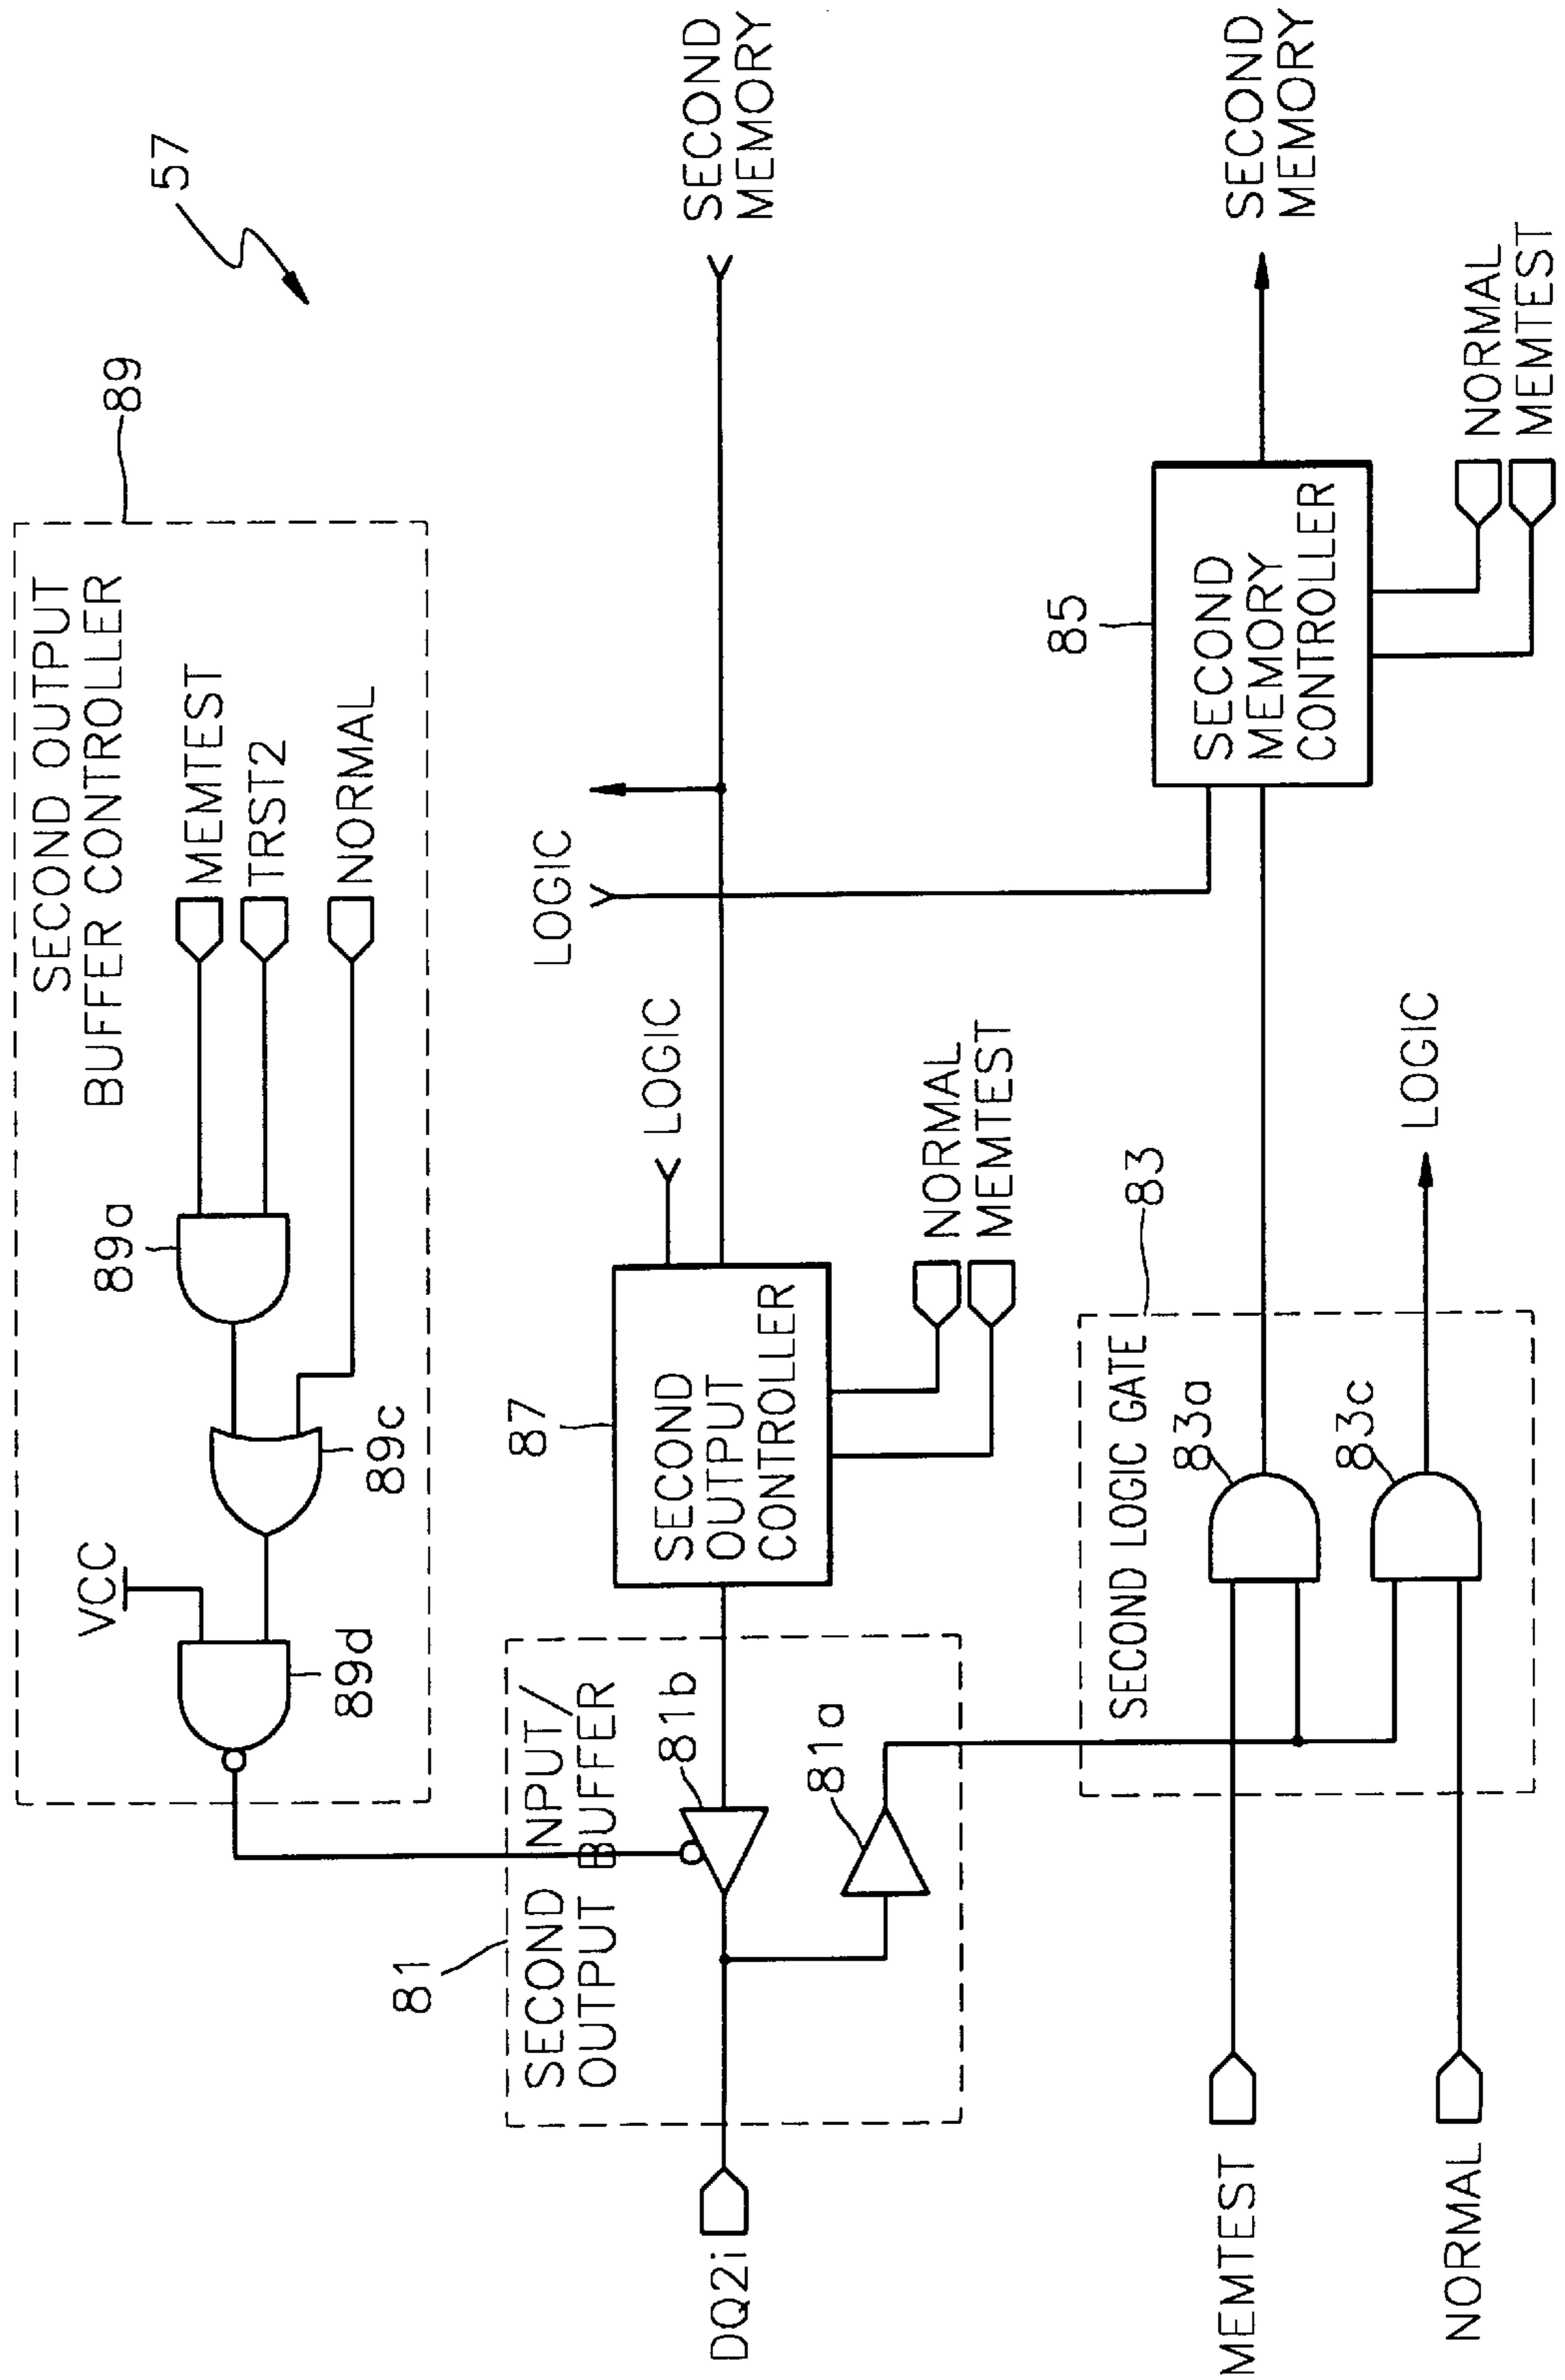 57
89
SECOND OUTPUT
BUFFER CONTROLLER
VCC
89d
89c
89a
MEMTEST
TRST2
NORMAL
81
SECOND INPUT/
OUTPUT BUFFER
81b
81a
DQ2i
87
SECOND
OUTPUT
CONTROLLER
LOGIC
NORMAL
MEMTEST
LOGIC
SECOND
MEMORY
83
SECOND LOGIC GATE
83a
83c
MEMTEST
NORMAL
LOGIC
85
SECOND
MEMORY
CONTROLLER
NORMAL
MEMTEST
SECOND
MEMORY